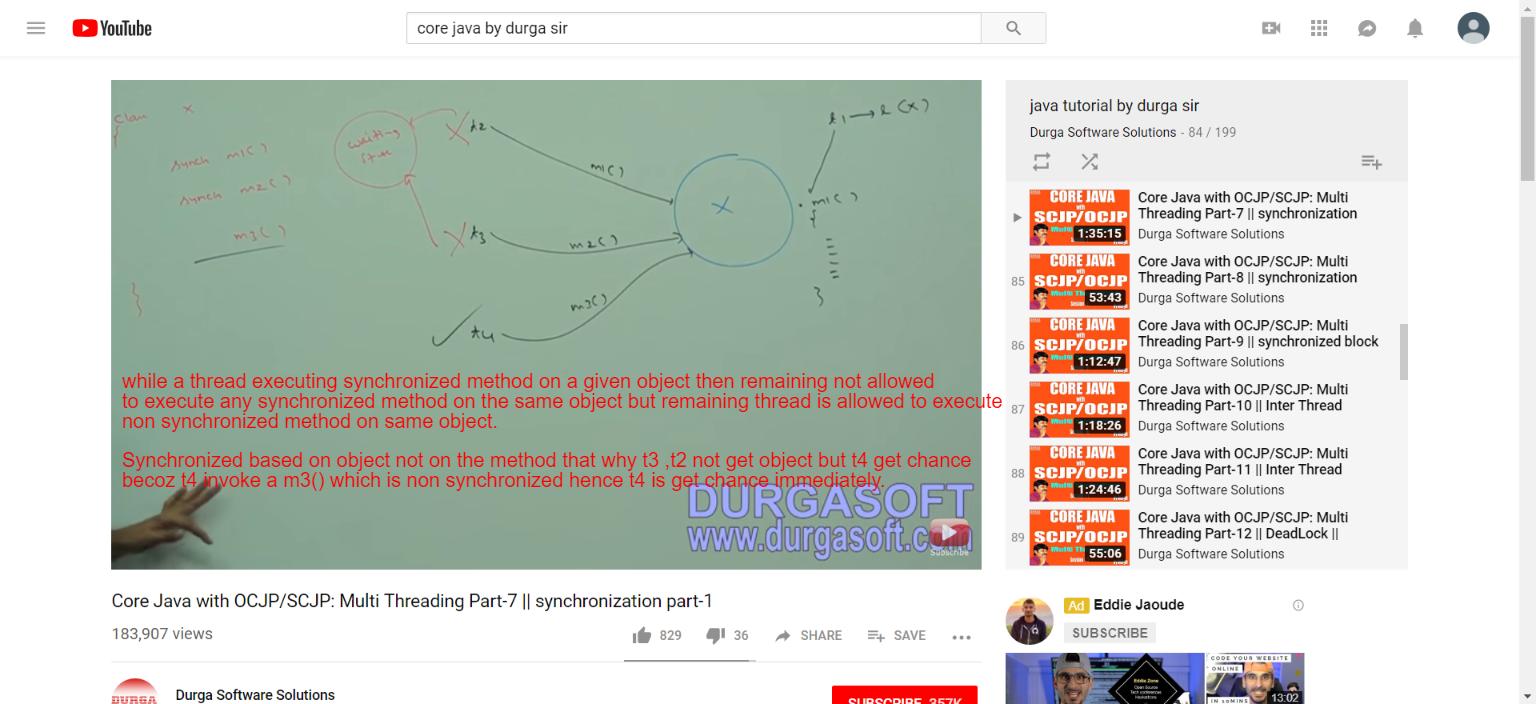 YouTube
core java by durga sir
Clan x
{
synch m1()
synch m2()
m3()
}
waiting
t2
m1()
t3
m2()
t4
m3()
x
t1 → l(x)
m1()
{
}
while a thread executing synchronized method on a given object then remaining not allowed
to execute any synchronized method on the same object but remaining thread is allowed to execute
non synchronized method on same object.
Synchronized based on object not on the method that why t3 ,t2 not get object but t4 get chance
becoz t4 invoke a m3() which is non synchronized hence t4 is get chance immediately.
DURGASOFT
www.durgasoft.com
Subscribe
java tutorial by durga sir
Durga Software Solutions - 84 / 199
CORE JAVA
with
SCJP/OCJP
1:35:15
Core Java with OCJP/SCJP: Multi
Threading Part-7 || synchronization
Durga Software Solutions
85
CORE JAVA
with
SCJP/OCJP
53:43
Core Java with OCJP/SCJP: Multi
Threading Part-8 || synchronization
Durga Software Solutions
86
CORE JAVA
with
SCJP/OCJP
1:12:47
Core Java with OCJP/SCJP: Multi
Threading Part-9 || synchronized block
Durga Software Solutions
87
CORE JAVA
with
SCJP/OCJP
1:18:26
Core Java with OCJP/SCJP: Multi
Threading Part-10 || Inter Thread
Durga Software Solutions
88
CORE JAVA
with
SCJP/OCJP
1:24:46
Core Java with OCJP/SCJP: Multi
Threading Part-11 || Inter Thread
Durga Software Solutions
89
CORE JAVA
with
SCJP/OCJP
55:06
Core Java with OCJP/SCJP: Multi
Threading Part-12 || DeadLock ||
Durga Software Solutions
Core Java with OCJP/SCJP: Multi Threading Part-7 || synchronization part-1
183,907 views
829
36
SHARE
SAVE
DURGA
Durga Software Solutions
SUBSCRIBE 357K
Ad Eddie Jaoude
SUBSCRIBE
Eddie Zone
Open Source
Tech conferences
Hackathons
CODE YOUR WEBSITE
ONLINE
IN 10MINS
13:02